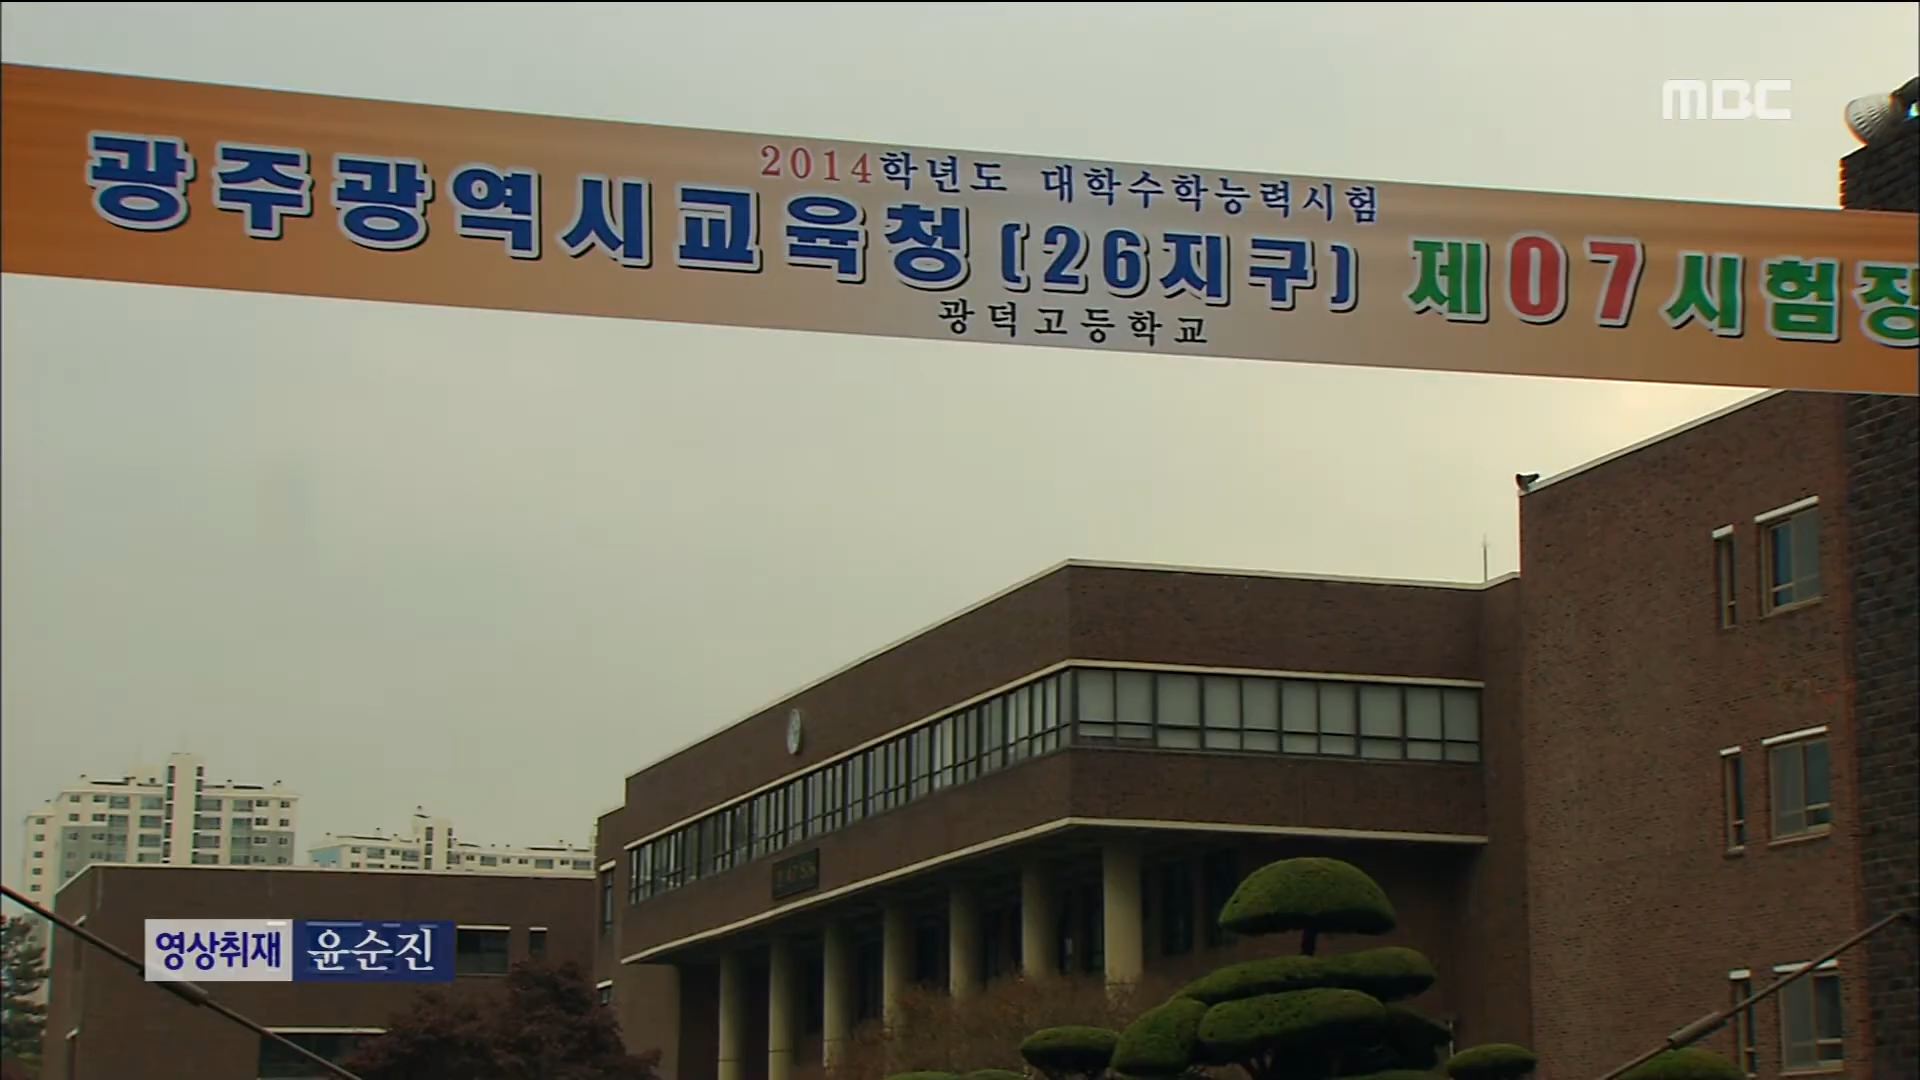 MBC
2014학년도 대학수학능력시험
광주광역시교육청(26지구) 제07시험장
광덕고등학교
영상취재 윤순진